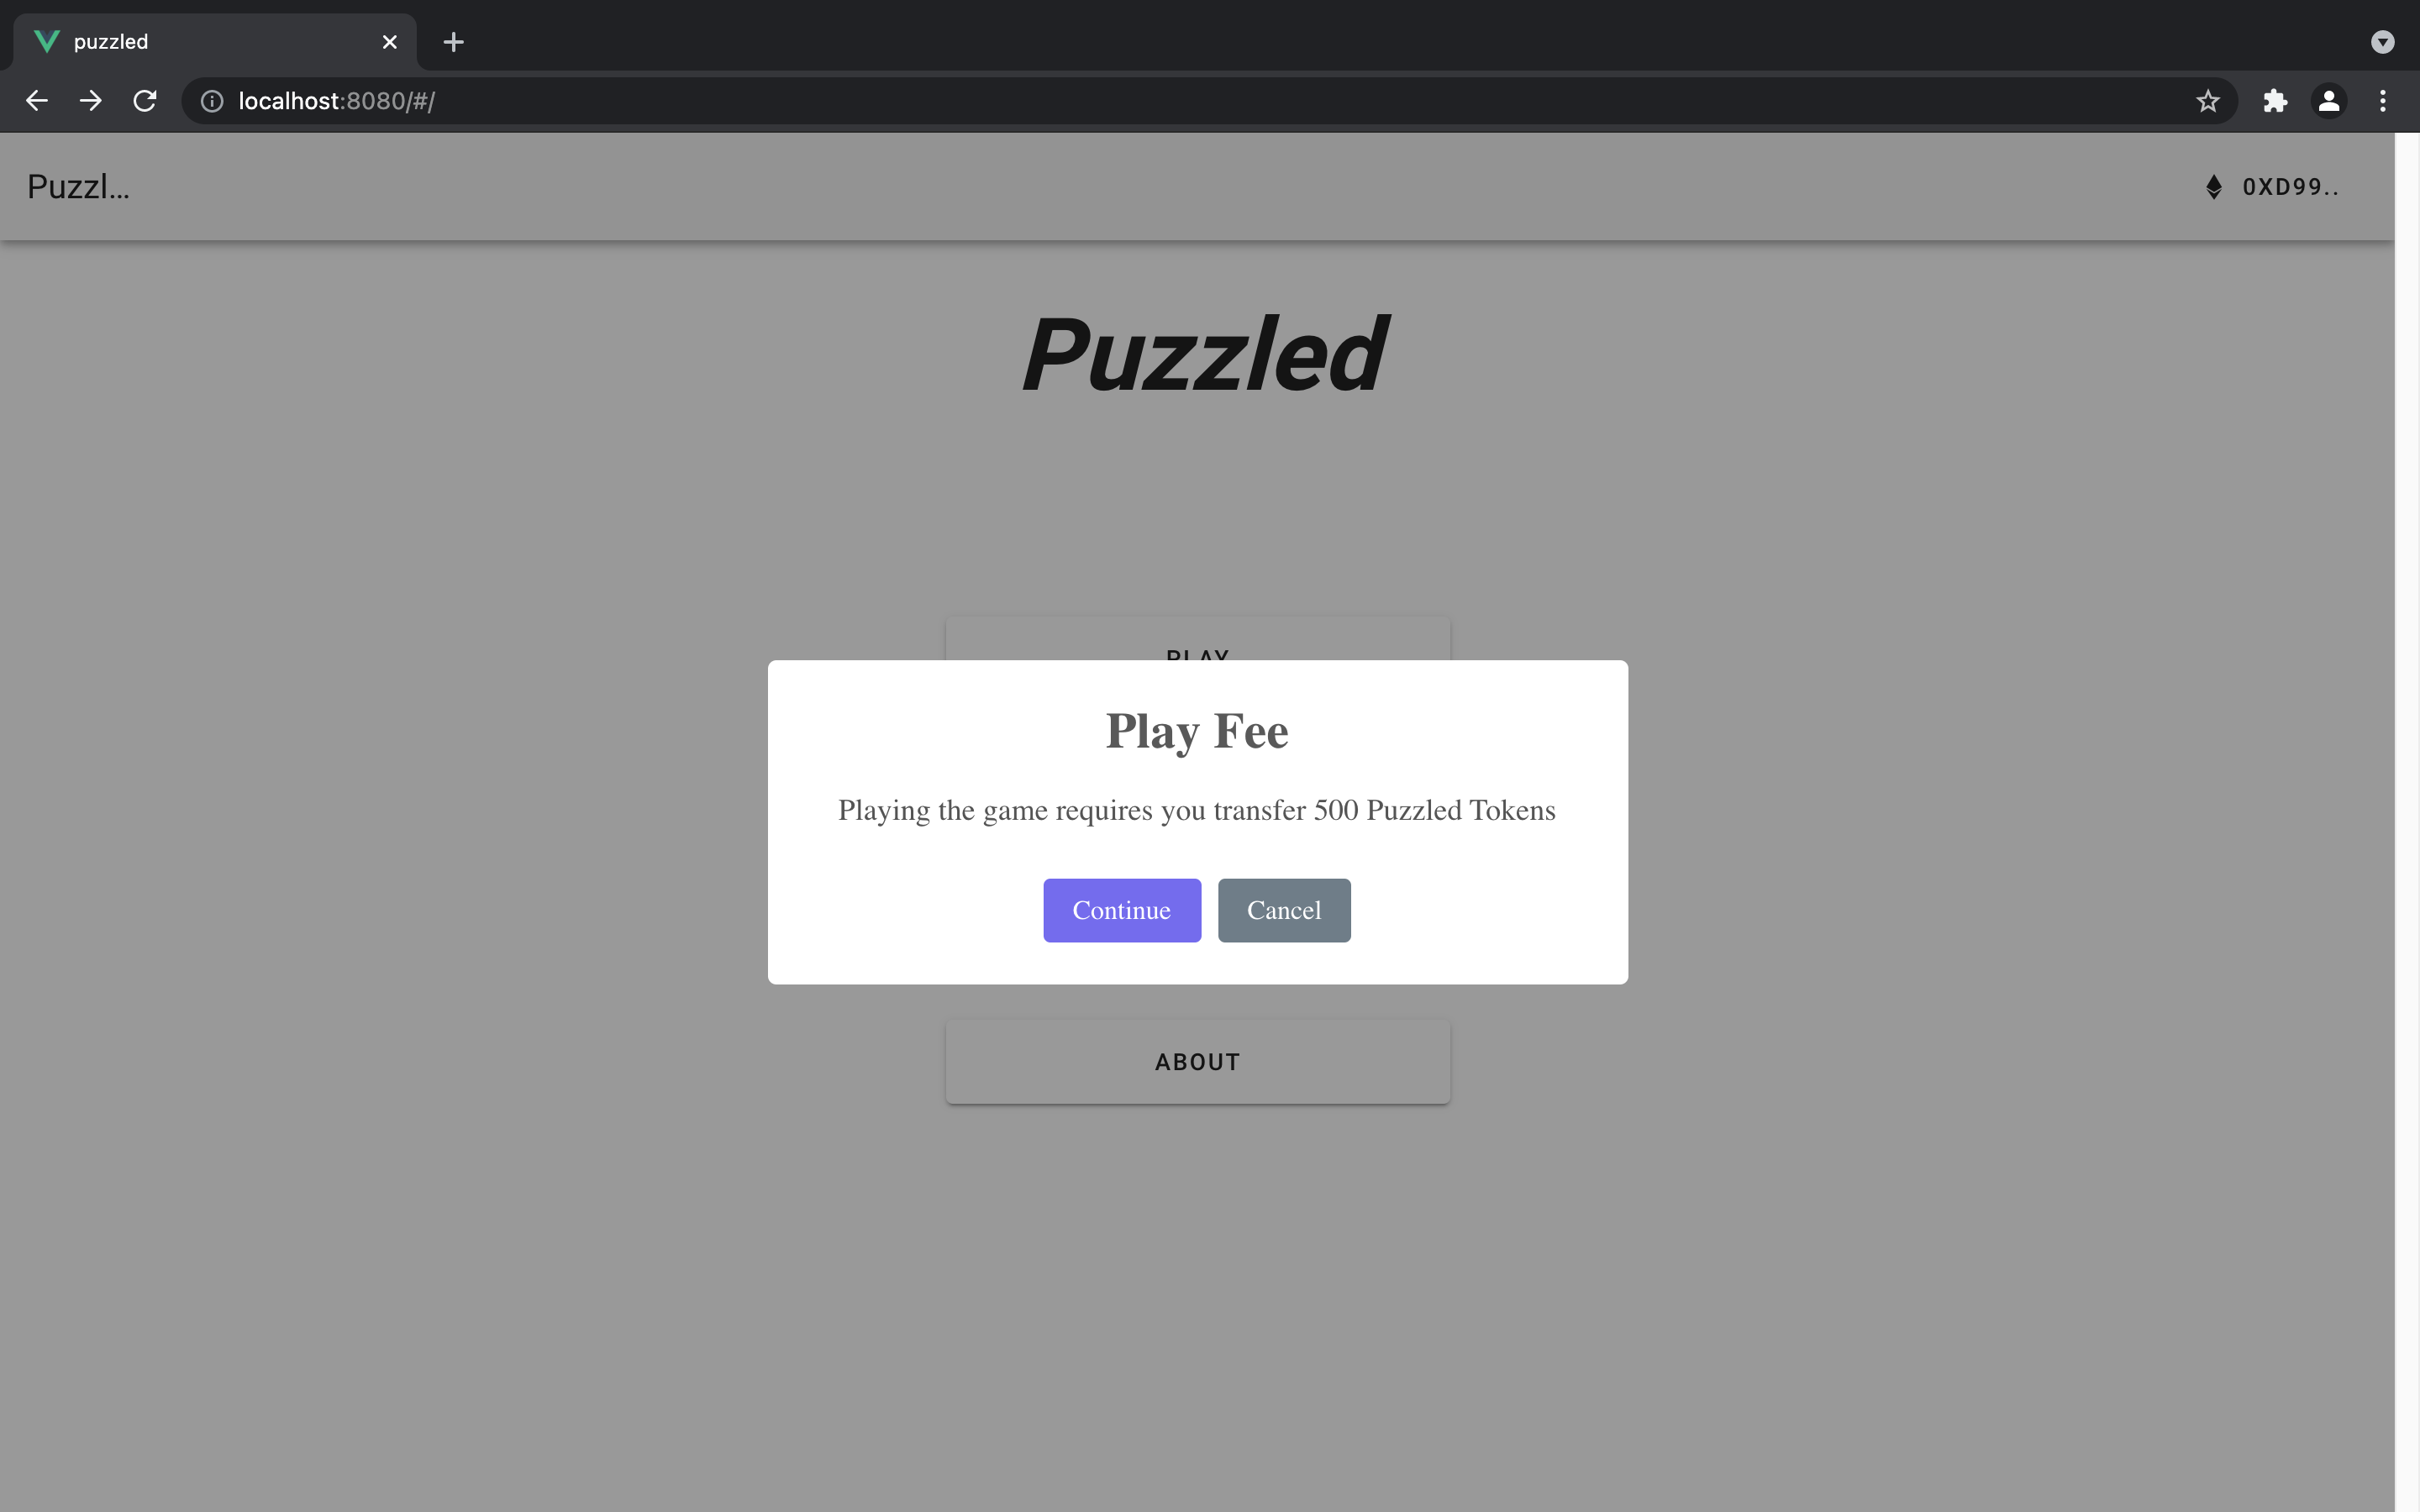 puzzled
localhost:8080/#/
Puzzl...
0XD99..
Puzzled
PLAY
Play Fee
Playing the game requires you transfer 500 Puzzled Tokens
Continue
Cancel
ABOUT